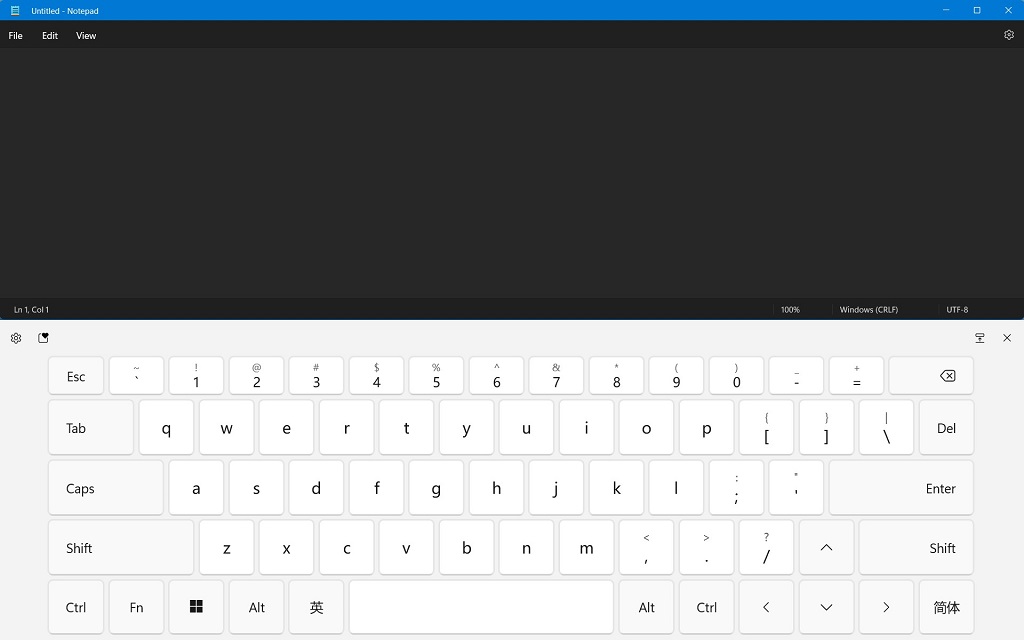 Untitled - Notepad
File Edit View
Ln 1, Col 1 100% Windows (CRLF) UTF-8
Esc ~ ` ! 1 @ 2 # 3 $ 4 % 5 ^ 6 & 7 * 8 ( 9 ) 0 _ - + =
Tab q w e r t y u i o p { [ } ] | \ Del
Caps a s d f g h j k l : ; " ' Enter
Shift z x c v b n m < , > . ? / Shift
Ctrl Fn Alt 英 Alt Ctrl 简体